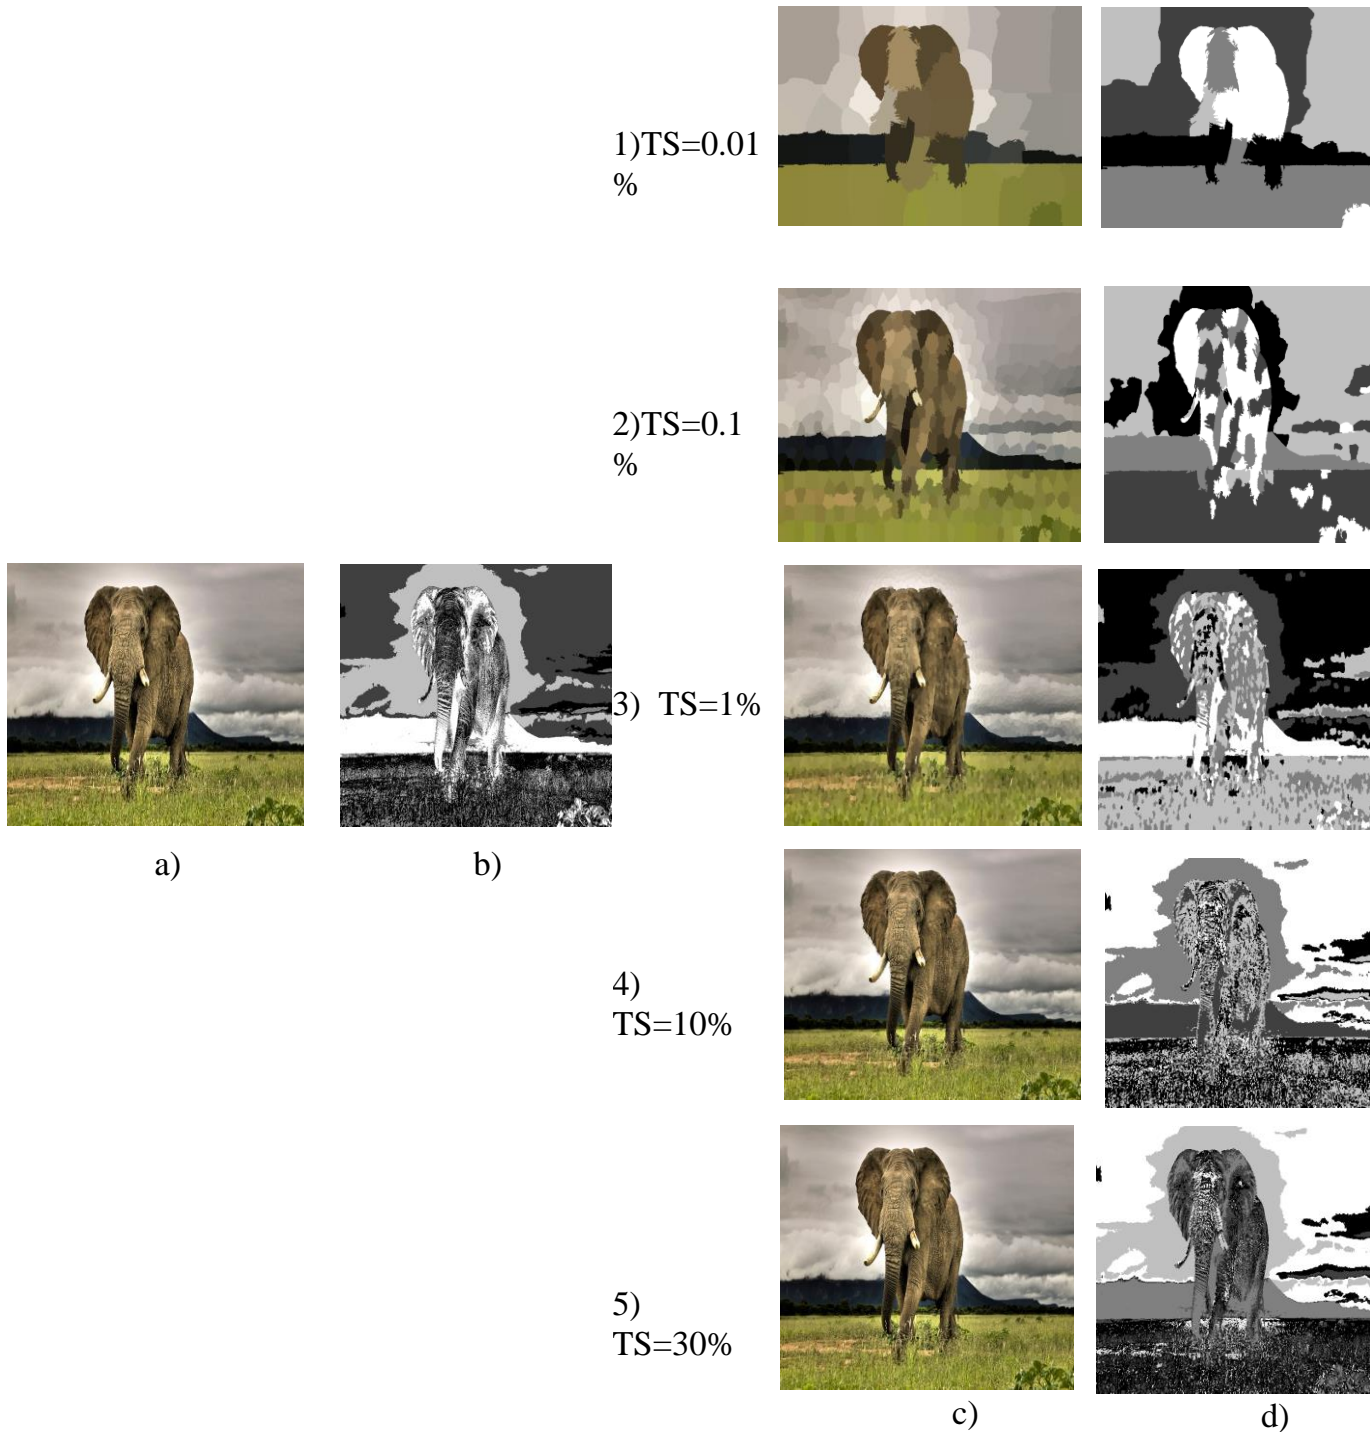 1)TS=0.01
%
2)TS=0.1
%
3) TS=1%
a)
b)
4)
TS=10%
5)
TS=30%
c)
d)